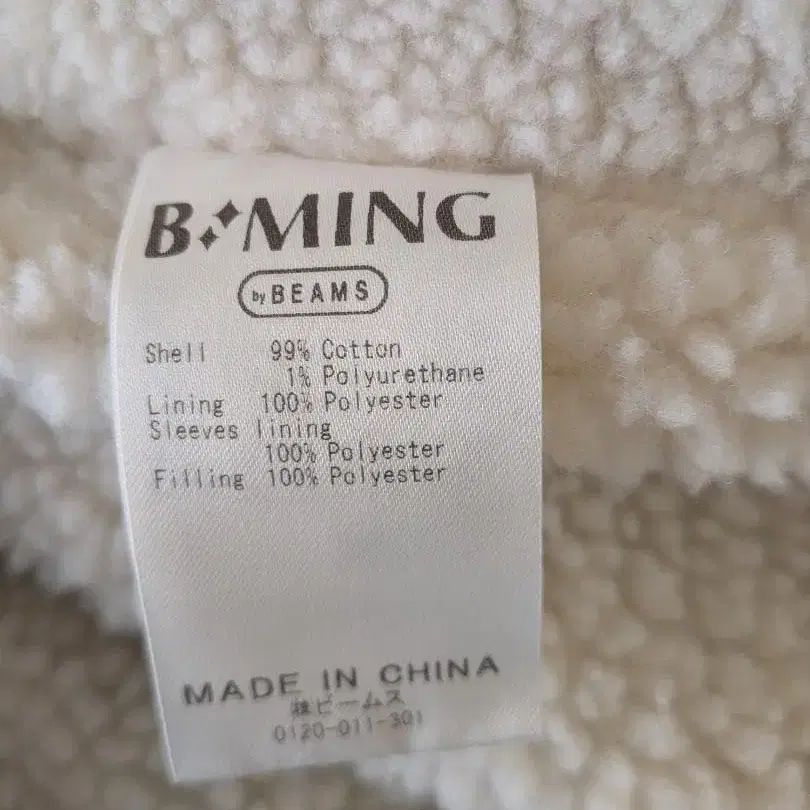 B:MING
by BEAMS
Shell 99% Cotton
1% Polyurethane
Lining 100% Polyester
Sleeves lining
100% Polyester
Filling 100% Polyester
MADE IN CHINA
㈱ビームス
0120-011-301